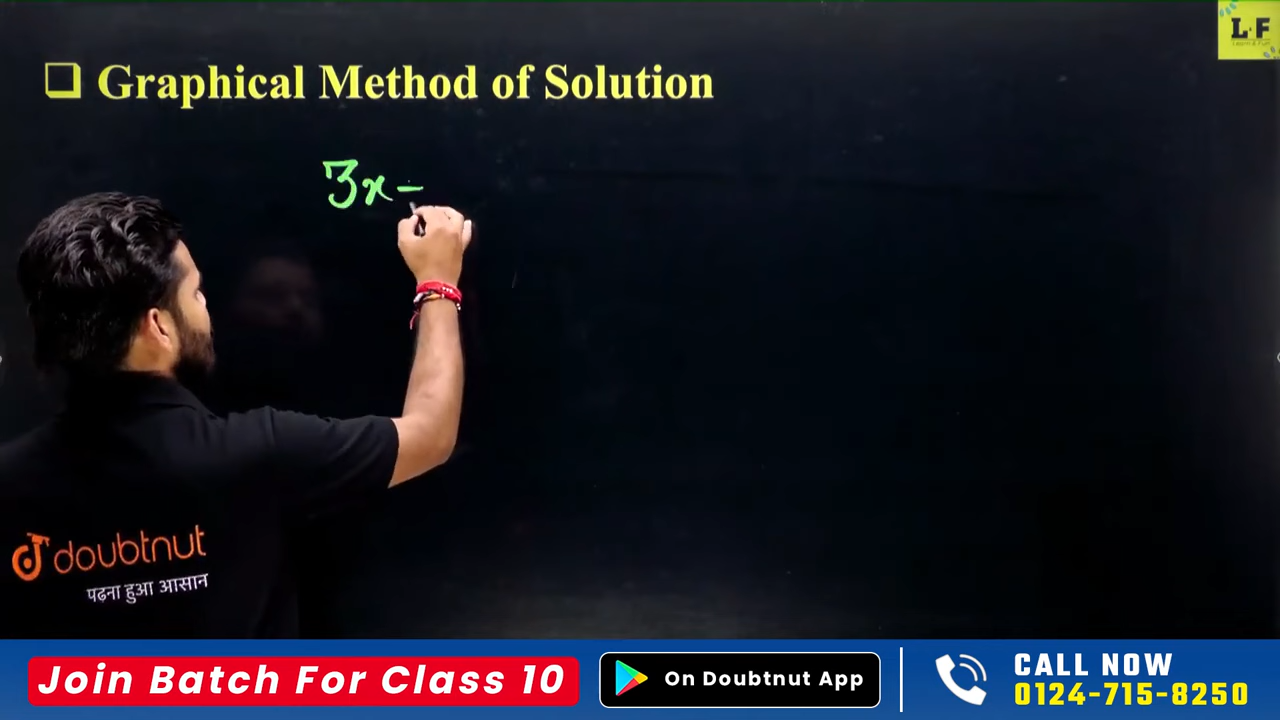 ❑ Graphical Method of Solution
L·F
3x-
doubtnut
पढ़ना हुआ आसान
Join Batch For Class 10
On Doubtnut App
CALL NOW
0124-715-8250